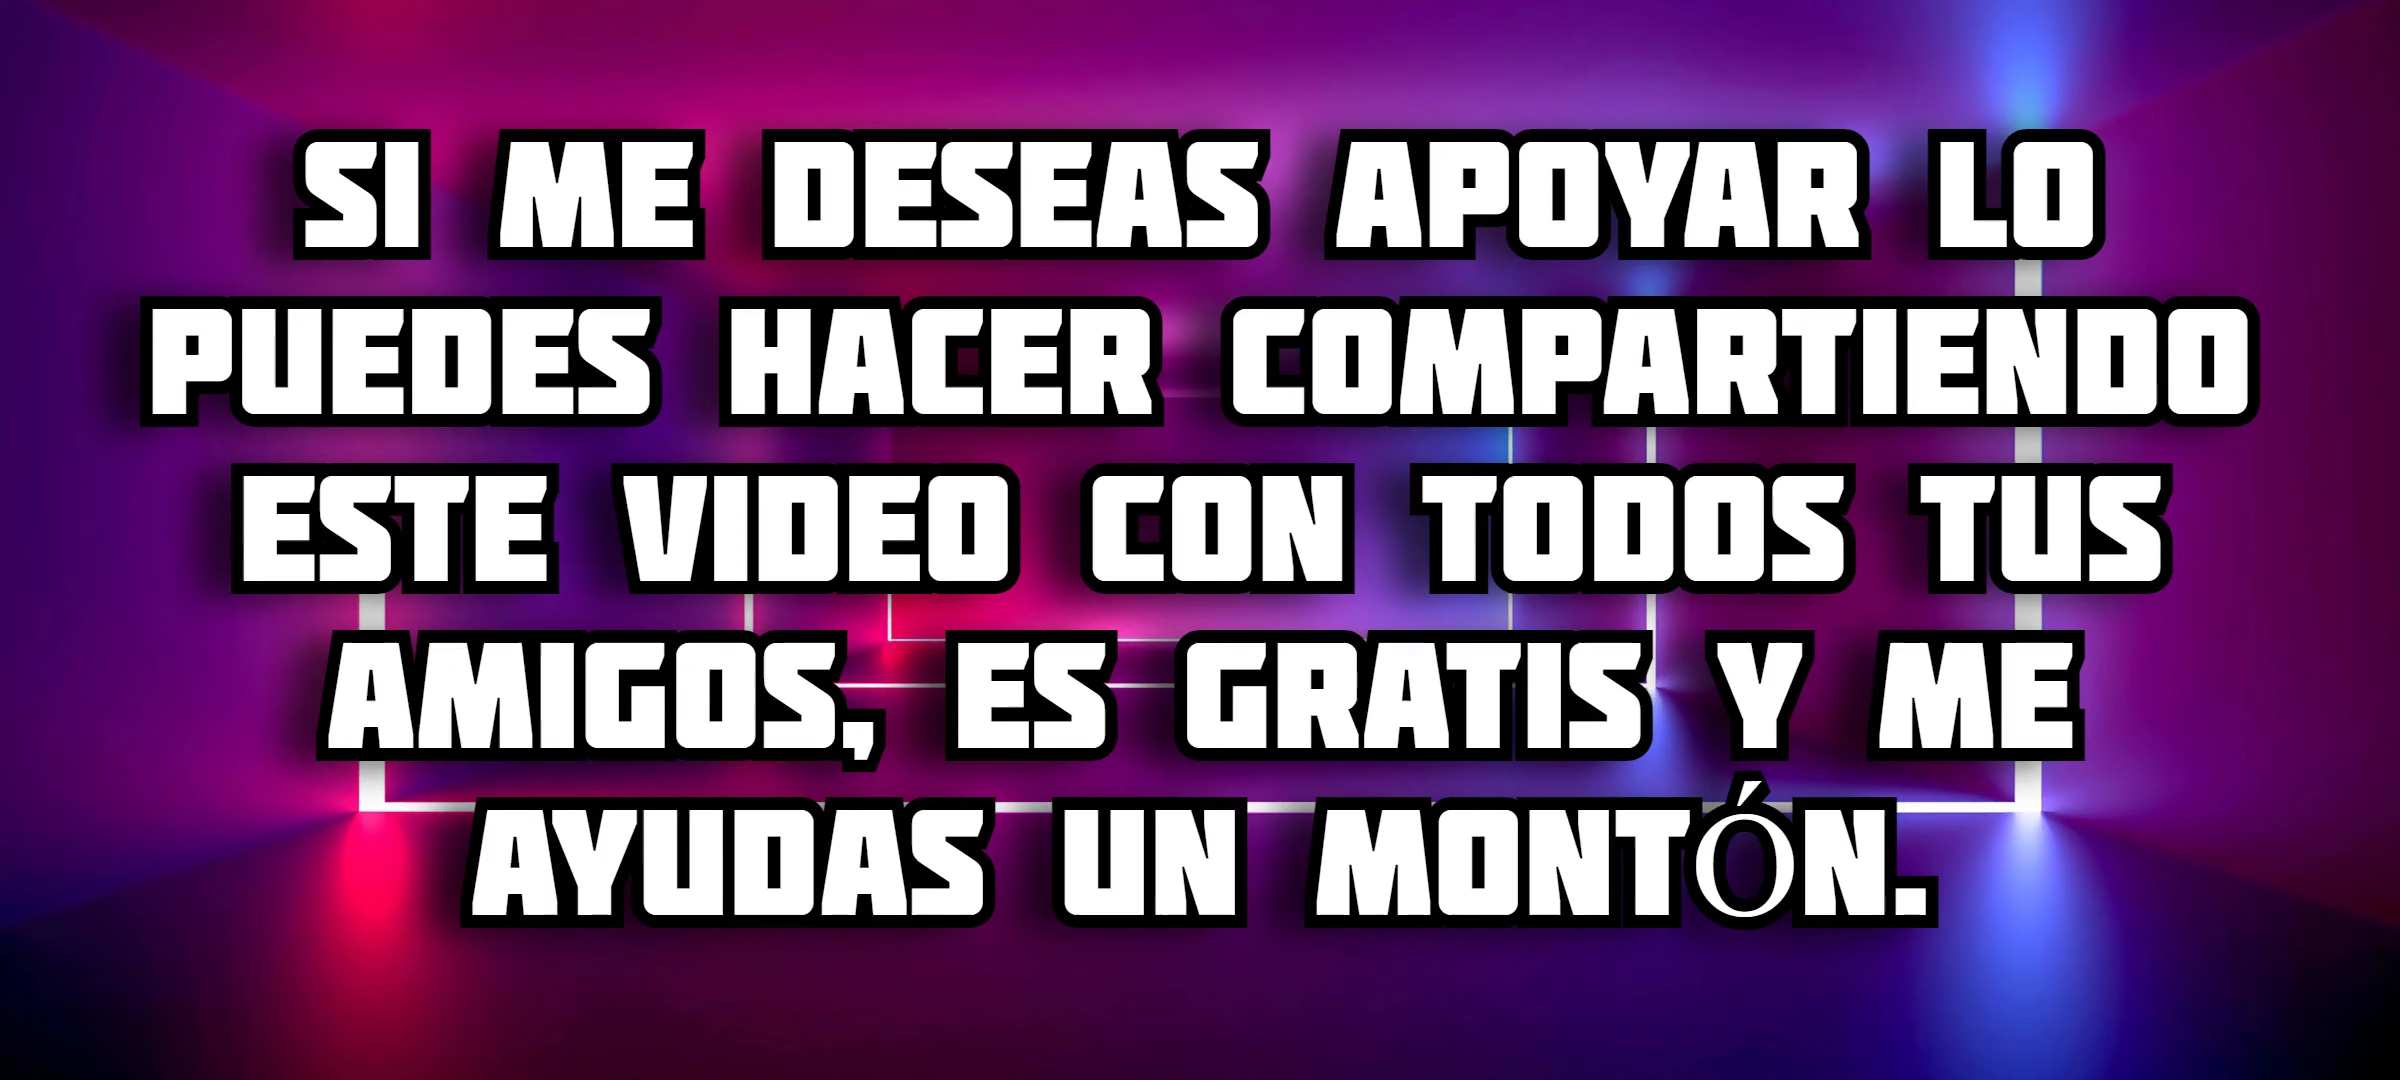 SI ME DESEAS APOYAR LO
PUEDES HACER COMPARTIENDO
ESTE VIDEO CON TODOS TUS
AMIGOS, ES GRATIS Y ME
AYUDAS UN MONTÓN.